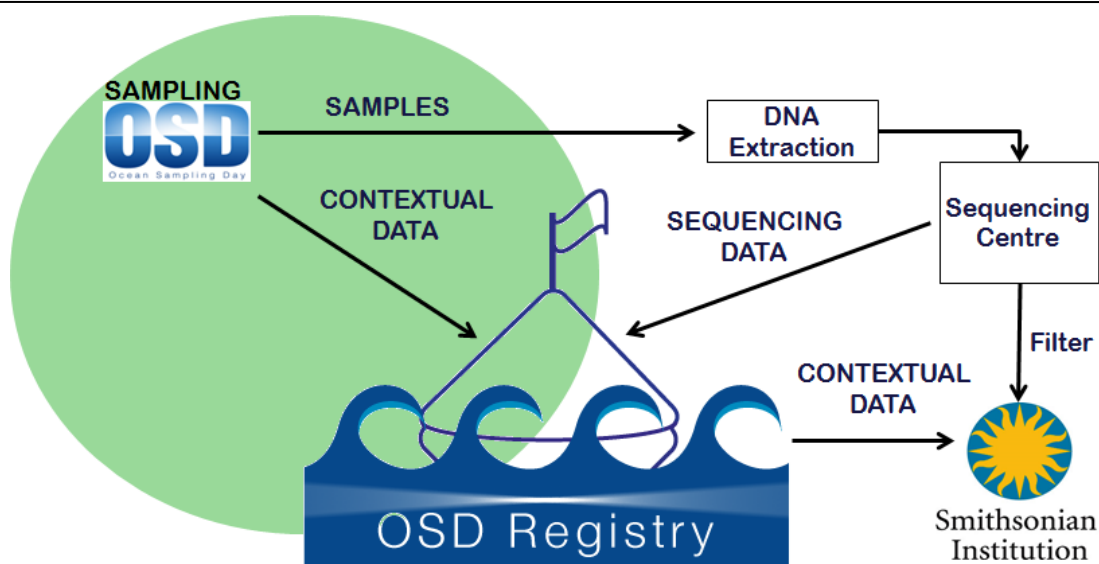 SAMPLING
OSD
Ocean Sampling Day
SAMPLES
DNA
Extraction
CONTEXTUAL
DATA
SEQUENCING
DATA
Sequencing
Centre
Filter
CONTEXTUAL
DATA
OSD Registry
Smithsonian
Institution